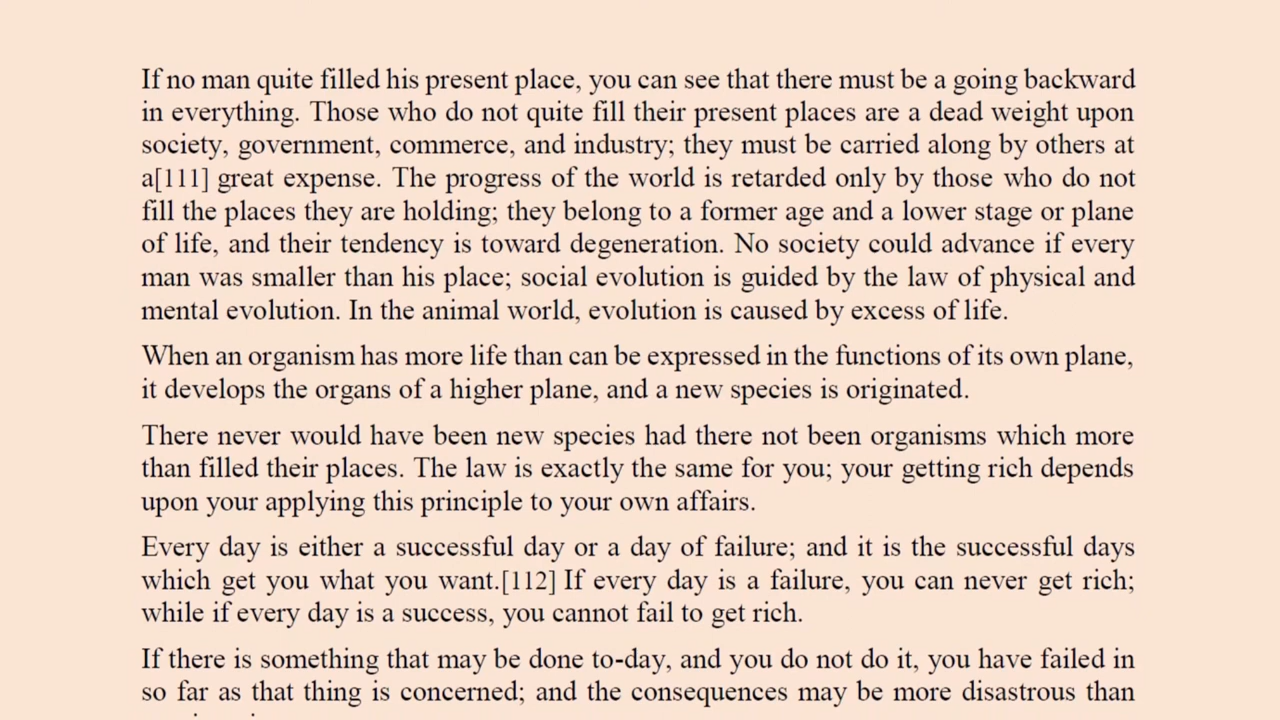 If no man quite filled his present place, you can see that there must be a going backward
in everything. Those who do not quite fill their present places are a dead weight upon
society, government, commerce, and industry; they must be carried along by others at
a[111] great expense. The progress of the world is retarded only by those who do not
fill the places they are holding; they belong to a former age and a lower stage or plane
of life, and their tendency is toward degeneration. No society could advance if every
man was smaller than his place; social evolution is guided by the law of physical and
mental evolution. In the animal world, evolution is caused by excess of life.
When an organism has more life than can be expressed in the functions of its own plane,
it develops the organs of a higher plane, and a new species is originated.
There never would have been new species had there not been organisms which more
than filled their places. The law is exactly the same for you; your getting rich depends
upon your applying this principle to your own affairs.
Every day is either a successful day or a day of failure; and it is the successful days
which get you what you want.[112] If every day is a failure, you can never get rich;
while if every day is a success, you cannot fail to get rich.
If there is something that may be done to-day, and you do not do it, you have failed in
so far as that thing is concerned; and the consequences may be more disastrous than